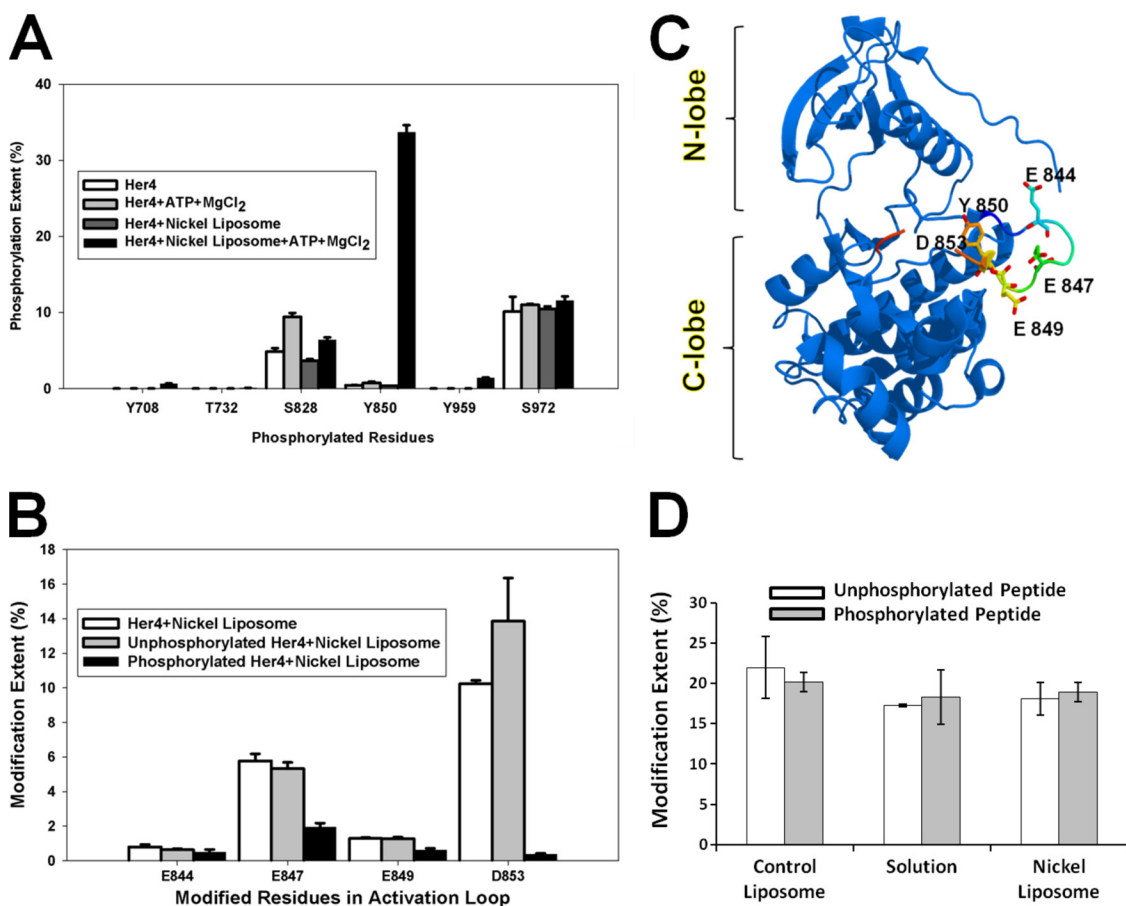 A
Phosphorylation Extent (%)
40
30
20
10
0
Her4
Her4+ATP+MgCl2
Her4+Nickel Liposome
Her4+Nickel Liposome+ATP+MgCl2
Y708 T732 S828 Y850 Y959 S972
Phosphorylated Residues
B
Modification Extent (%)
18
16
14
12
10
8
6
4
2
0
Her4+Nickel Liposome
Unphosphorylated Her4+Nickel Liposome
Phosphorylated Her4+Nickel Liposome
E844 E847 E849 D853
Modified Residues in Activation Loop
C
N-lobe
C-lobe
E 844
Y 850
D 853
E 847
E 849
D
Modification Extent (%)
30
25
20
15
10
5
0
Unphosphorylated Peptide
Phosphorylated Peptide
Control Solution Nickel
Liposome Liposome